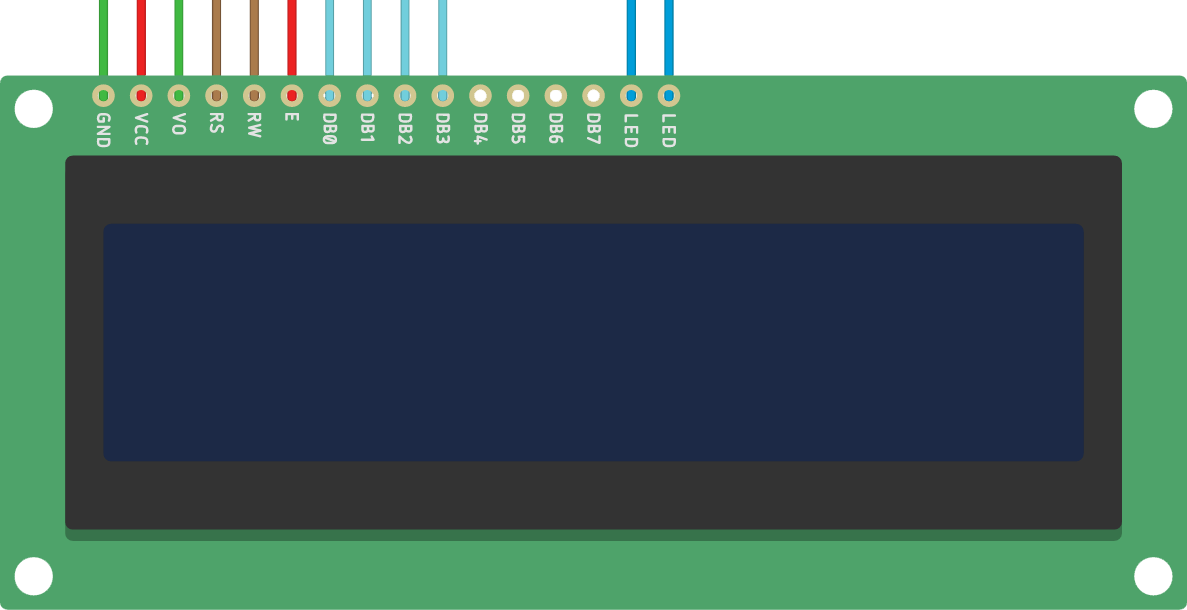 GND
VCC
VO
RS
RW
E
DB0
DB1
DB2
DB3
DB4
DB5
DB6
DB7
LED
LED